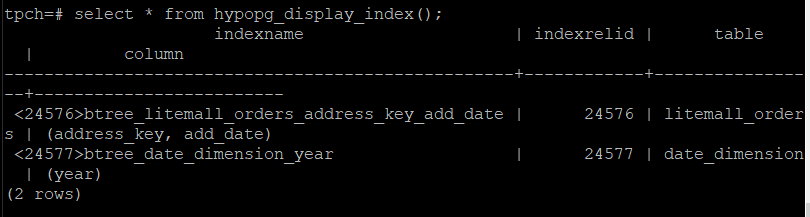 tpch=# select * from hypopg_display_index();
                     indexname                     | indexrelid |      table
  |         column
---------------------------------------------------+------------+---------------
--+-------------------------
 <24576>btree_litemall_orders_address_key_add_date |      24576 | litemall_order
s | (address_key, add_date)
 <24577>btree_date_dimension_year                  |      24577 | date_dimension
  | (year)
(2 rows)